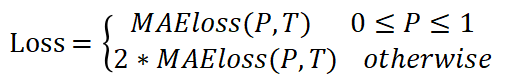 Loss = { MAEloss(P,T) 0 ≤ P ≤ 1
2 * MAEloss(P,T) otherwise